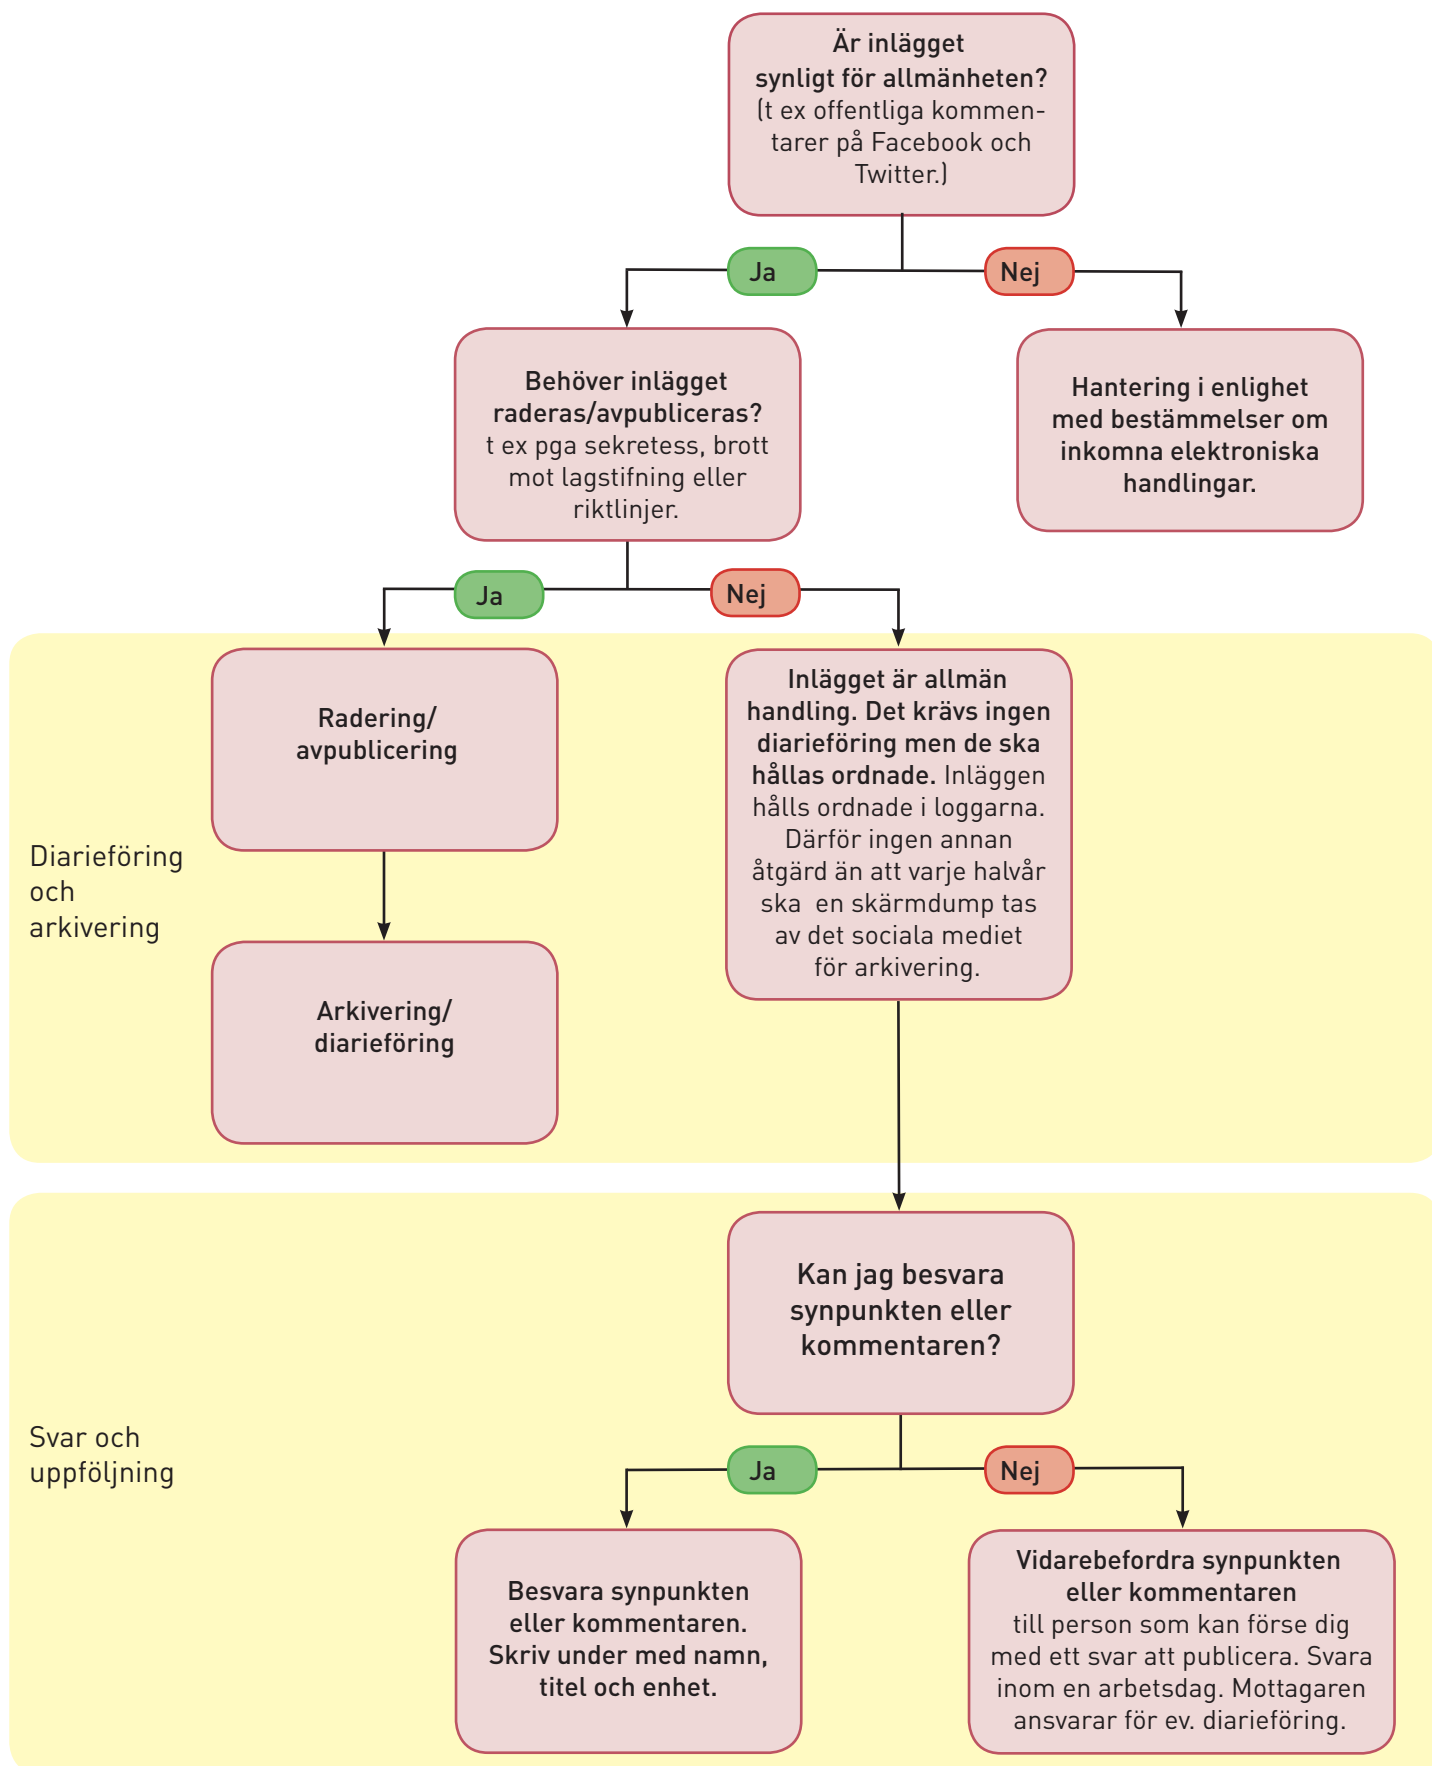 Är inlägget
synligt för allmänheten?
(t ex offentliga kommen-
tarer på Facebook och
Twitter.)
Ja
Nej
Behöver inlägget
raderas/avpubliceras?
t ex pga sekretess, brott
mot lagstifning eller
riktlinjer.
Hantering i enlighet
med bestämmelser om
inkomna elektroniska
handlingar.
Ja
Nej
Diarieföring
och
arkivering
Radering/
avpublicering
Arkivering/
diarieföring
Inlägget är allmän
handling. Det krävs ingen
diarieföring men de ska
hållas ordnade. Inläggen
hålls ordnade i loggarna.
Därför ingen annan
åtgärd än att varje halvår
ska  en skärmdump tas
av det sociala mediet
för arkivering.
Svar och
uppföljning
Kan jag besvara
synpunkten eller
kommentaren?
Ja
Nej
Besvara synpunkten
eller kommentaren.
Skriv under med namn,
titel och enhet.
Vidarebefordra synpunkten
eller kommentaren
till person som kan förse dig
med ett svar att publicera. Svara
inom en arbetsdag. Mottagaren
ansvarar för ev. diarieföring.